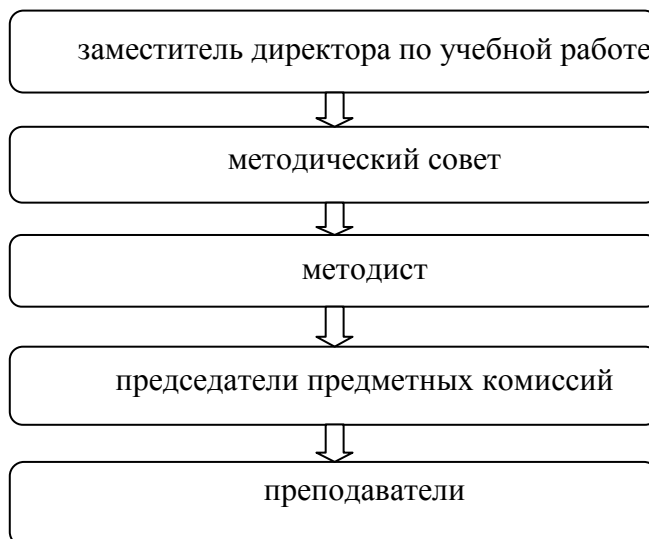 заместитель директора по учебной работе
методический совет
методист
председатели предметных комиссий
преподаватели